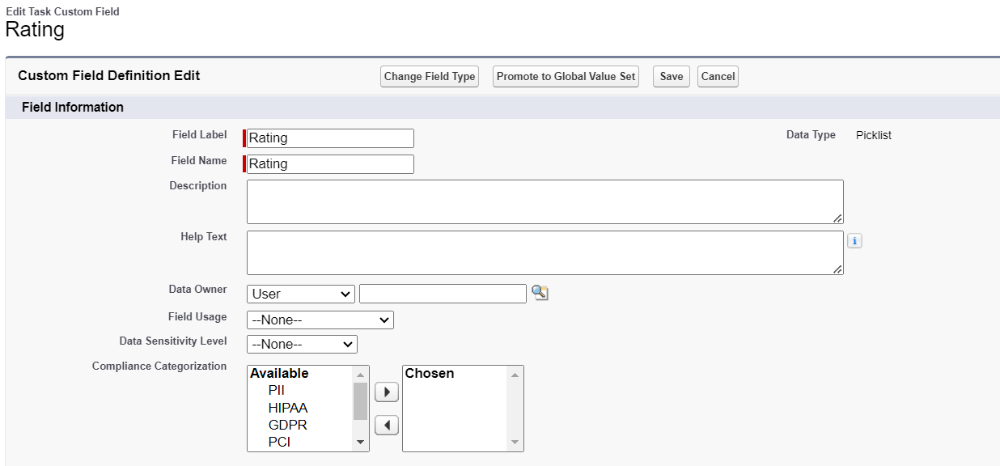 Edit Task Custom Field
Rating
Custom Field Definition Edit
Change Field Type
Promote to Global Value Set
Save
Cancel
Field Information
Field Label
Rating
Data Type
Picklist
Field Name
Rating
Description
Help Text
i
Data Owner
User
Field Usage
--None--
Data Sensitivity Level
--None--
Compliance Categorization
Available
PII
HIPAA
GDPR
PCI
Chosen